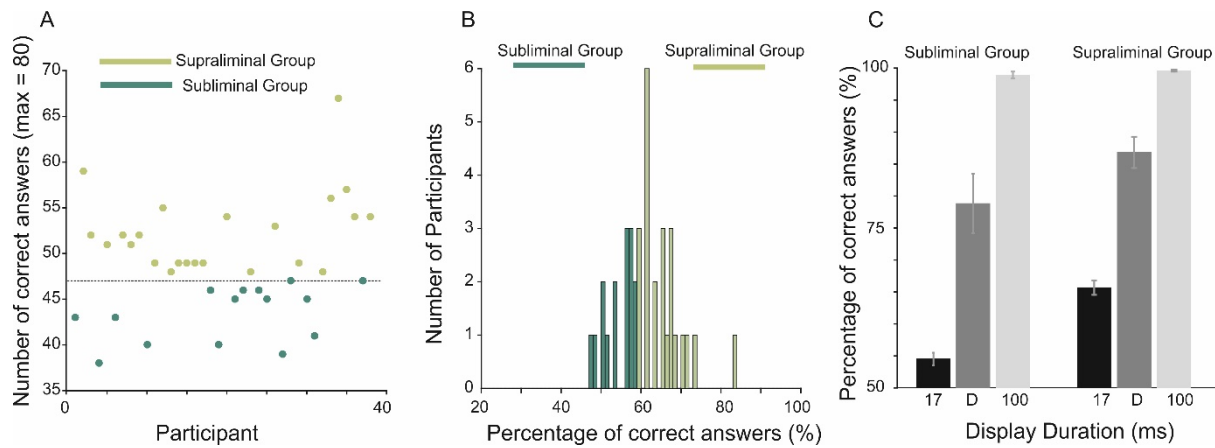 A
Supraliminal Group
Subliminal Group
Number of correct answers (max = 80)
70
65
60
55
50
45
40
35
0
40
Participant
B
Subliminal Group
Supraliminal Group
Number of Participants
6
5
4
3
2
1
0
20
40
60
80
100
Percentage of correct answers (%)
C
Subliminal Group
Supraliminal Group
Percentage of correct answers (%)
100
75
50
17 D 100 17 D 100
Display Duration (ms)